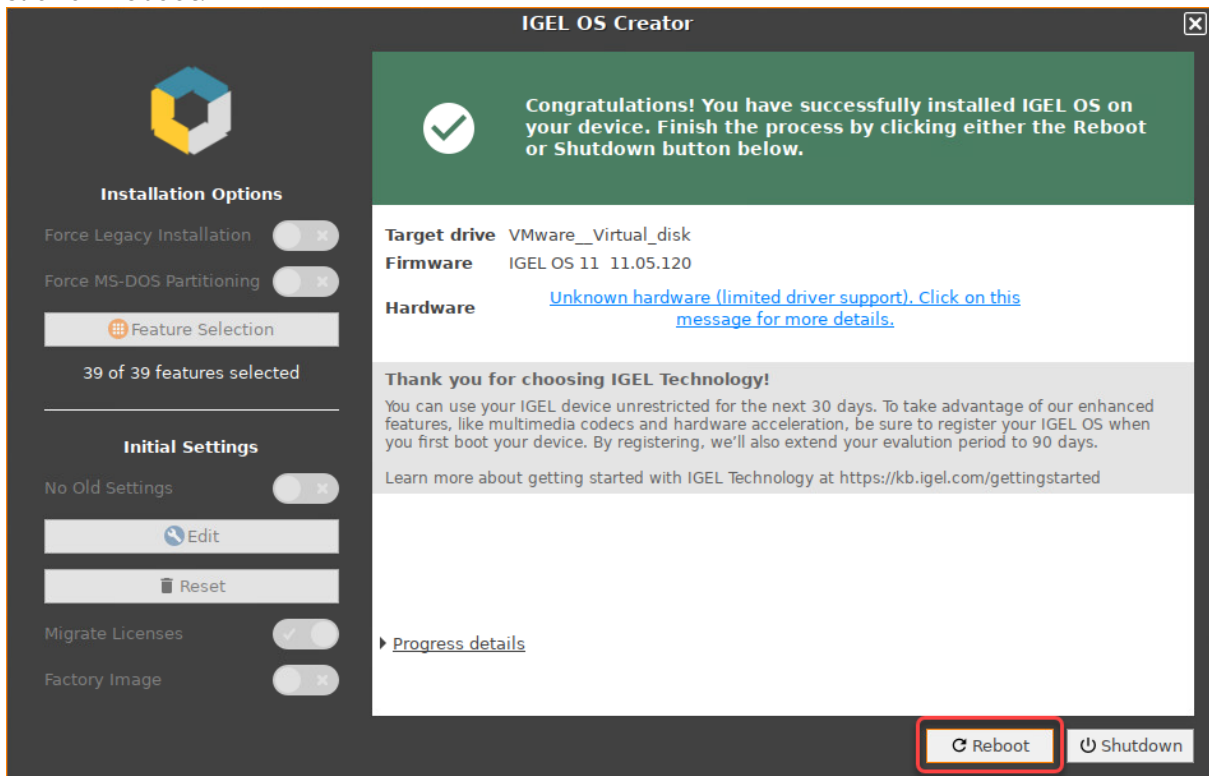 IGEL OS Creator
Congratulations! You have successfully installed IGEL OS on
your device. Finish the process by clicking either the Reboot
or Shutdown button below.
Installation Options
Force Legacy Installation
Force MS-DOS Partitioning
Feature Selection
39 of 39 features selected
Initial Settings
No Old Settings
Edit
Reset
Migrate Licenses
Factory Image
Target drive VMware__Virtual_disk
Firmware IGEL OS 11 11.05.120
Hardware Unknown hardware (limited driver support). Click on this
message for more details.
Thank you for choosing IGEL Technology!
You can use your IGEL device unrestricted for the next 30 days. To take advantage of our enhanced
features, like multimedia codecs and hardware acceleration, be sure to register your IGEL OS when
you first boot your device. By registering, we’ll also extend your evalution period to 90 days.
Learn more about getting started with IGEL Technology at https://kb.igel.com/gettingstarted
Progress details
Reboot
Shutdown